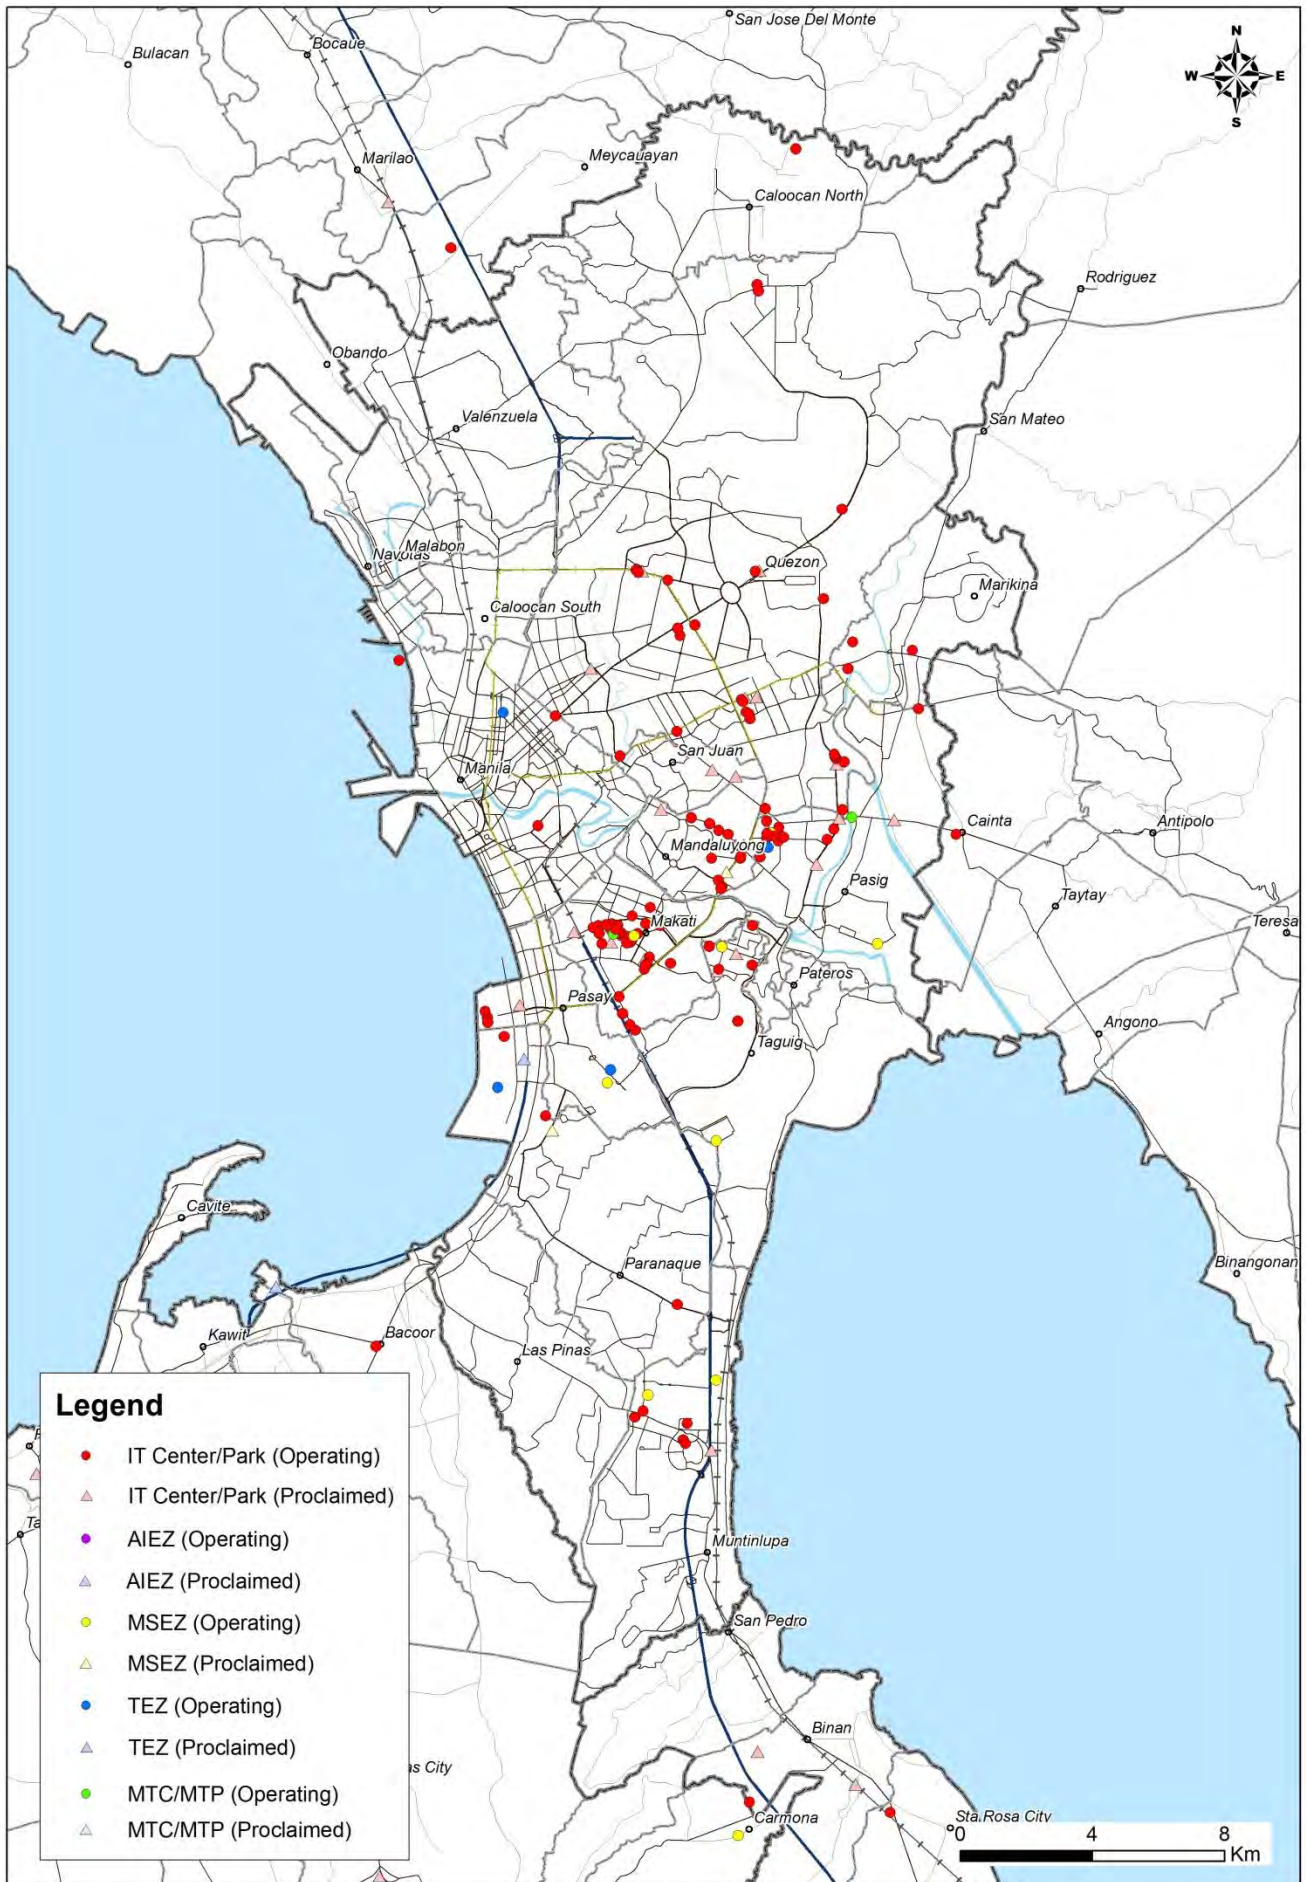 San Jose Del Monte
Bocaue
Bulacan
N
W
E
S
Marilao
Meycauayan
Caloocan North
Rodriguez
Obando
Valenzuela
San Mateo
Malabon
Navotas
Quezon
Marikina
Caloocan South
San Juan
Manila
Cainta
Antipolo
Mandaluyong
Pasig
Taytay
Makati
Teresa
Pateros
Pasay
Angono
Taguig
Cavite
Paranaque
Binangonan
Kawit
Bacoor
Las Pinas
Muntinlupa
San Pedro
Binan
as City
Carmona
Sta.Rosa City
Ta
Legend
IT Center/Park (Operating)
IT Center/Park (Proclaimed)
AIEZ (Operating)
AIEZ (Proclaimed)
MSEZ (Operating)
MSEZ (Proclaimed)
TEZ (Operating)
TEZ (Proclaimed)
MTC/MTP (Operating)
MTC/MTP (Proclaimed)
0 4 8
Km